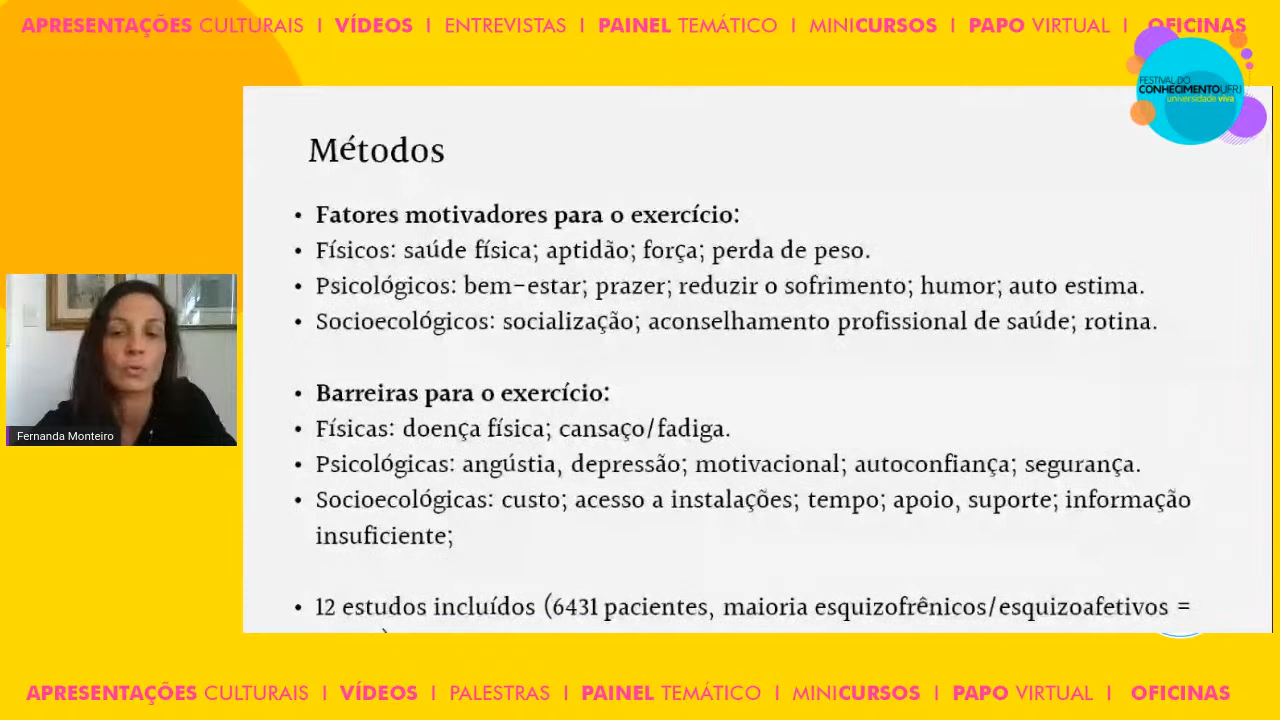 APRESENTAÇÕES CULTURAIS I VÍDEOS I ENTREVISTAS I PAINEL TEMÁTICO I MINICURSOS I PAPO VIRTUAL I OFICINAS
FESTIVAL DO
CONHECIMENTO UFRJ
universidade viva
Métodos
• Fatores motivadores para o exercício:
• Físicos: saúde física; aptidão; força; perda de peso.
• Psicológicos: bem-estar; prazer; reduzir o sofrimento; humor; auto estima.
• Socioecológicos: socialização; aconselhamento profissional de saúde; rotina.
• Barreiras para o exercício:
• Físicas: doença física; cansaço/fadiga.
• Psicológicas: angústia, depressão; motivacional; autoconfiança; segurança.
• Socioecológicas: custo; acesso a instalações; tempo; apoio, suporte; informação
insuficiente;
• 12 estudos incluídos (6431 pacientes, maioria esquizofrênicos/esquizoafetivos =
Fernanda Monteiro
APRESENTAÇÕES CULTURAIS I VÍDEOS I PALESTRAS I PAINEL TEMÁTICO I MINICURSOS I PAPO VIRTUAL I OFICINAS